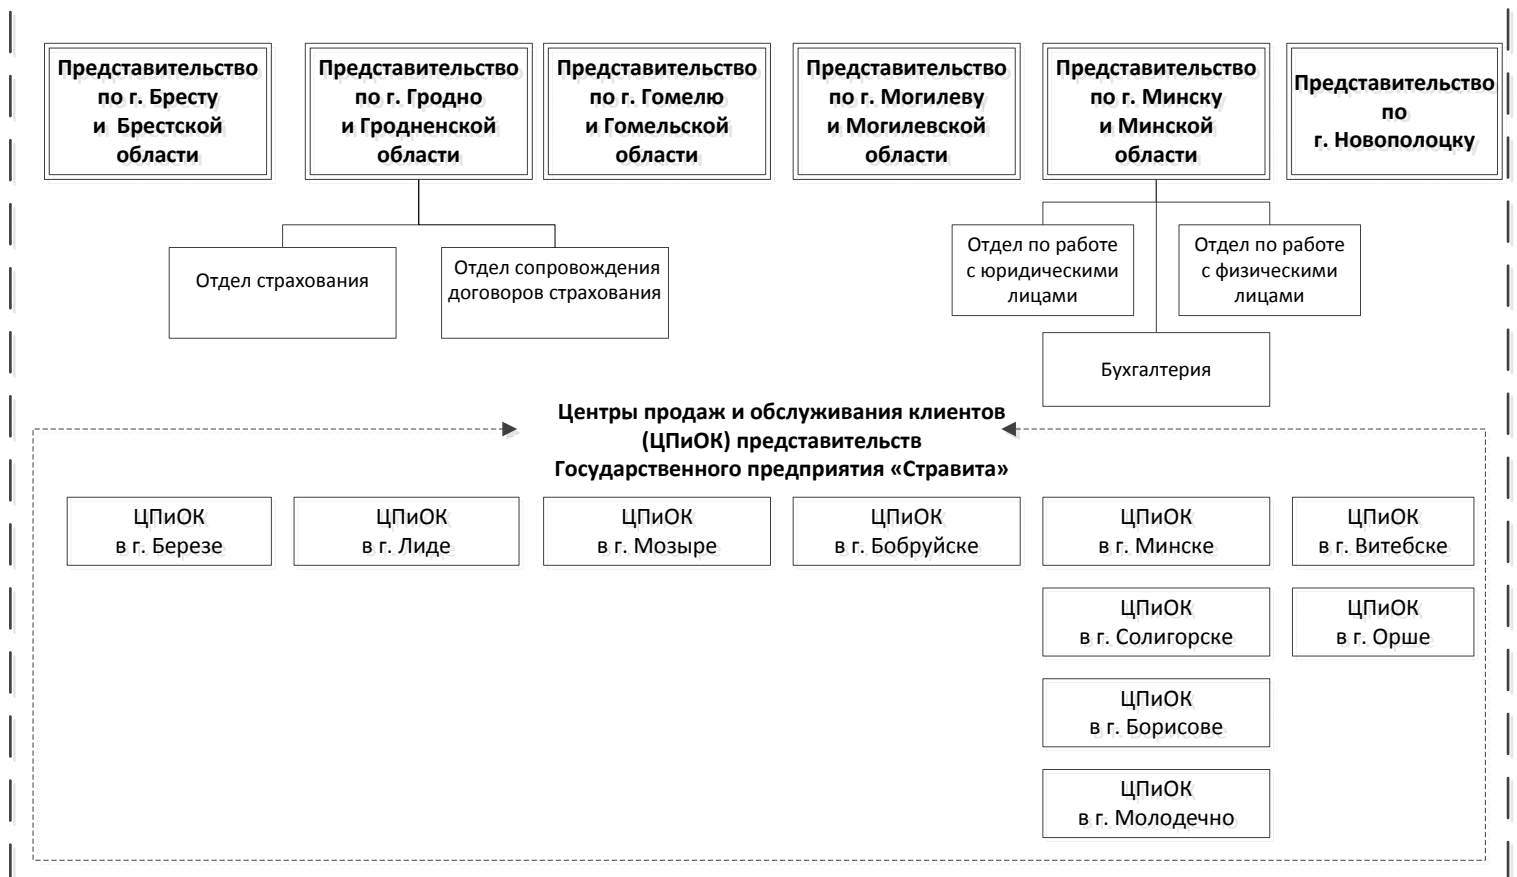 Представительство
по г. Бресту
и Брестской
области
Представительство
по г. Гродно
и Гродненской
области
Представительство
по г. Гомелю
и Гомельской
области
Представительство
по г. Могилеву
и Могилевской
области
Представительство
по г. Минску
и Минской
области
Представительство
по
г. Новополоцку
Отдел страхования
Отдел сопровождения
договоров страхования
Отдел по работе
с юридическими
лицами
Отдел по работе
с физическими
лицами
Бухгалтерия
Центры продаж и обслуживания клиентов
(ЦПиОК) представительств
Государственного предприятия «Стравита»
ЦПиОК
в г. Березе
ЦПиОК
в г. Лиде
ЦПиОК
в г. Мозыре
ЦПиОК
в г. Бобруйске
ЦПиОК
в г. Минске
ЦПиОК
в г. Витебске
ЦПиОК
в г. Солигорске
ЦПиОК
в г. Орше
ЦПиОК
в г. Борисове
ЦПиОК
в г. Молодечно